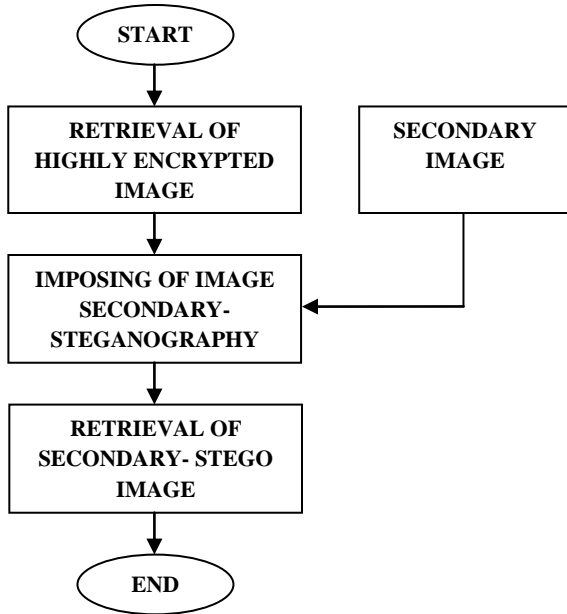 START
RETRIEVAL OF
HIGHLY ENCRYPTED
IMAGE
SECONDARY
IMAGE
IMPOSING OF IMAGE
SECONDARY-
STEGANOGRAPHY
RETRIEVAL OF
SECONDARY- STEGO
IMAGE
END